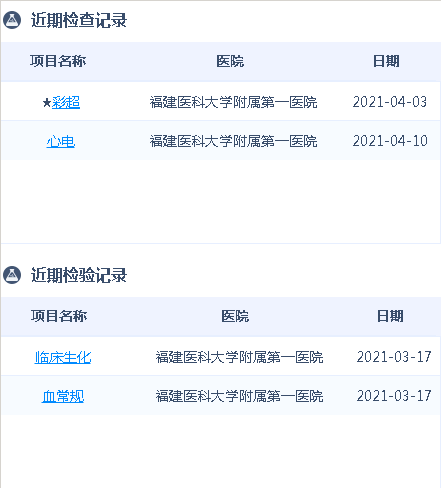 近期检查记录
项目名称 医院 日期
★彩超 福建医科大学附属第一医院 2021-04-03
心电 福建医科大学附属第一医院 2021-04-10
近期检验记录
项目名称 医院 日期
临床生化 福建医科大学附属第一医院 2021-03-17
血常规 福建医科大学附属第一医院 2021-03-17